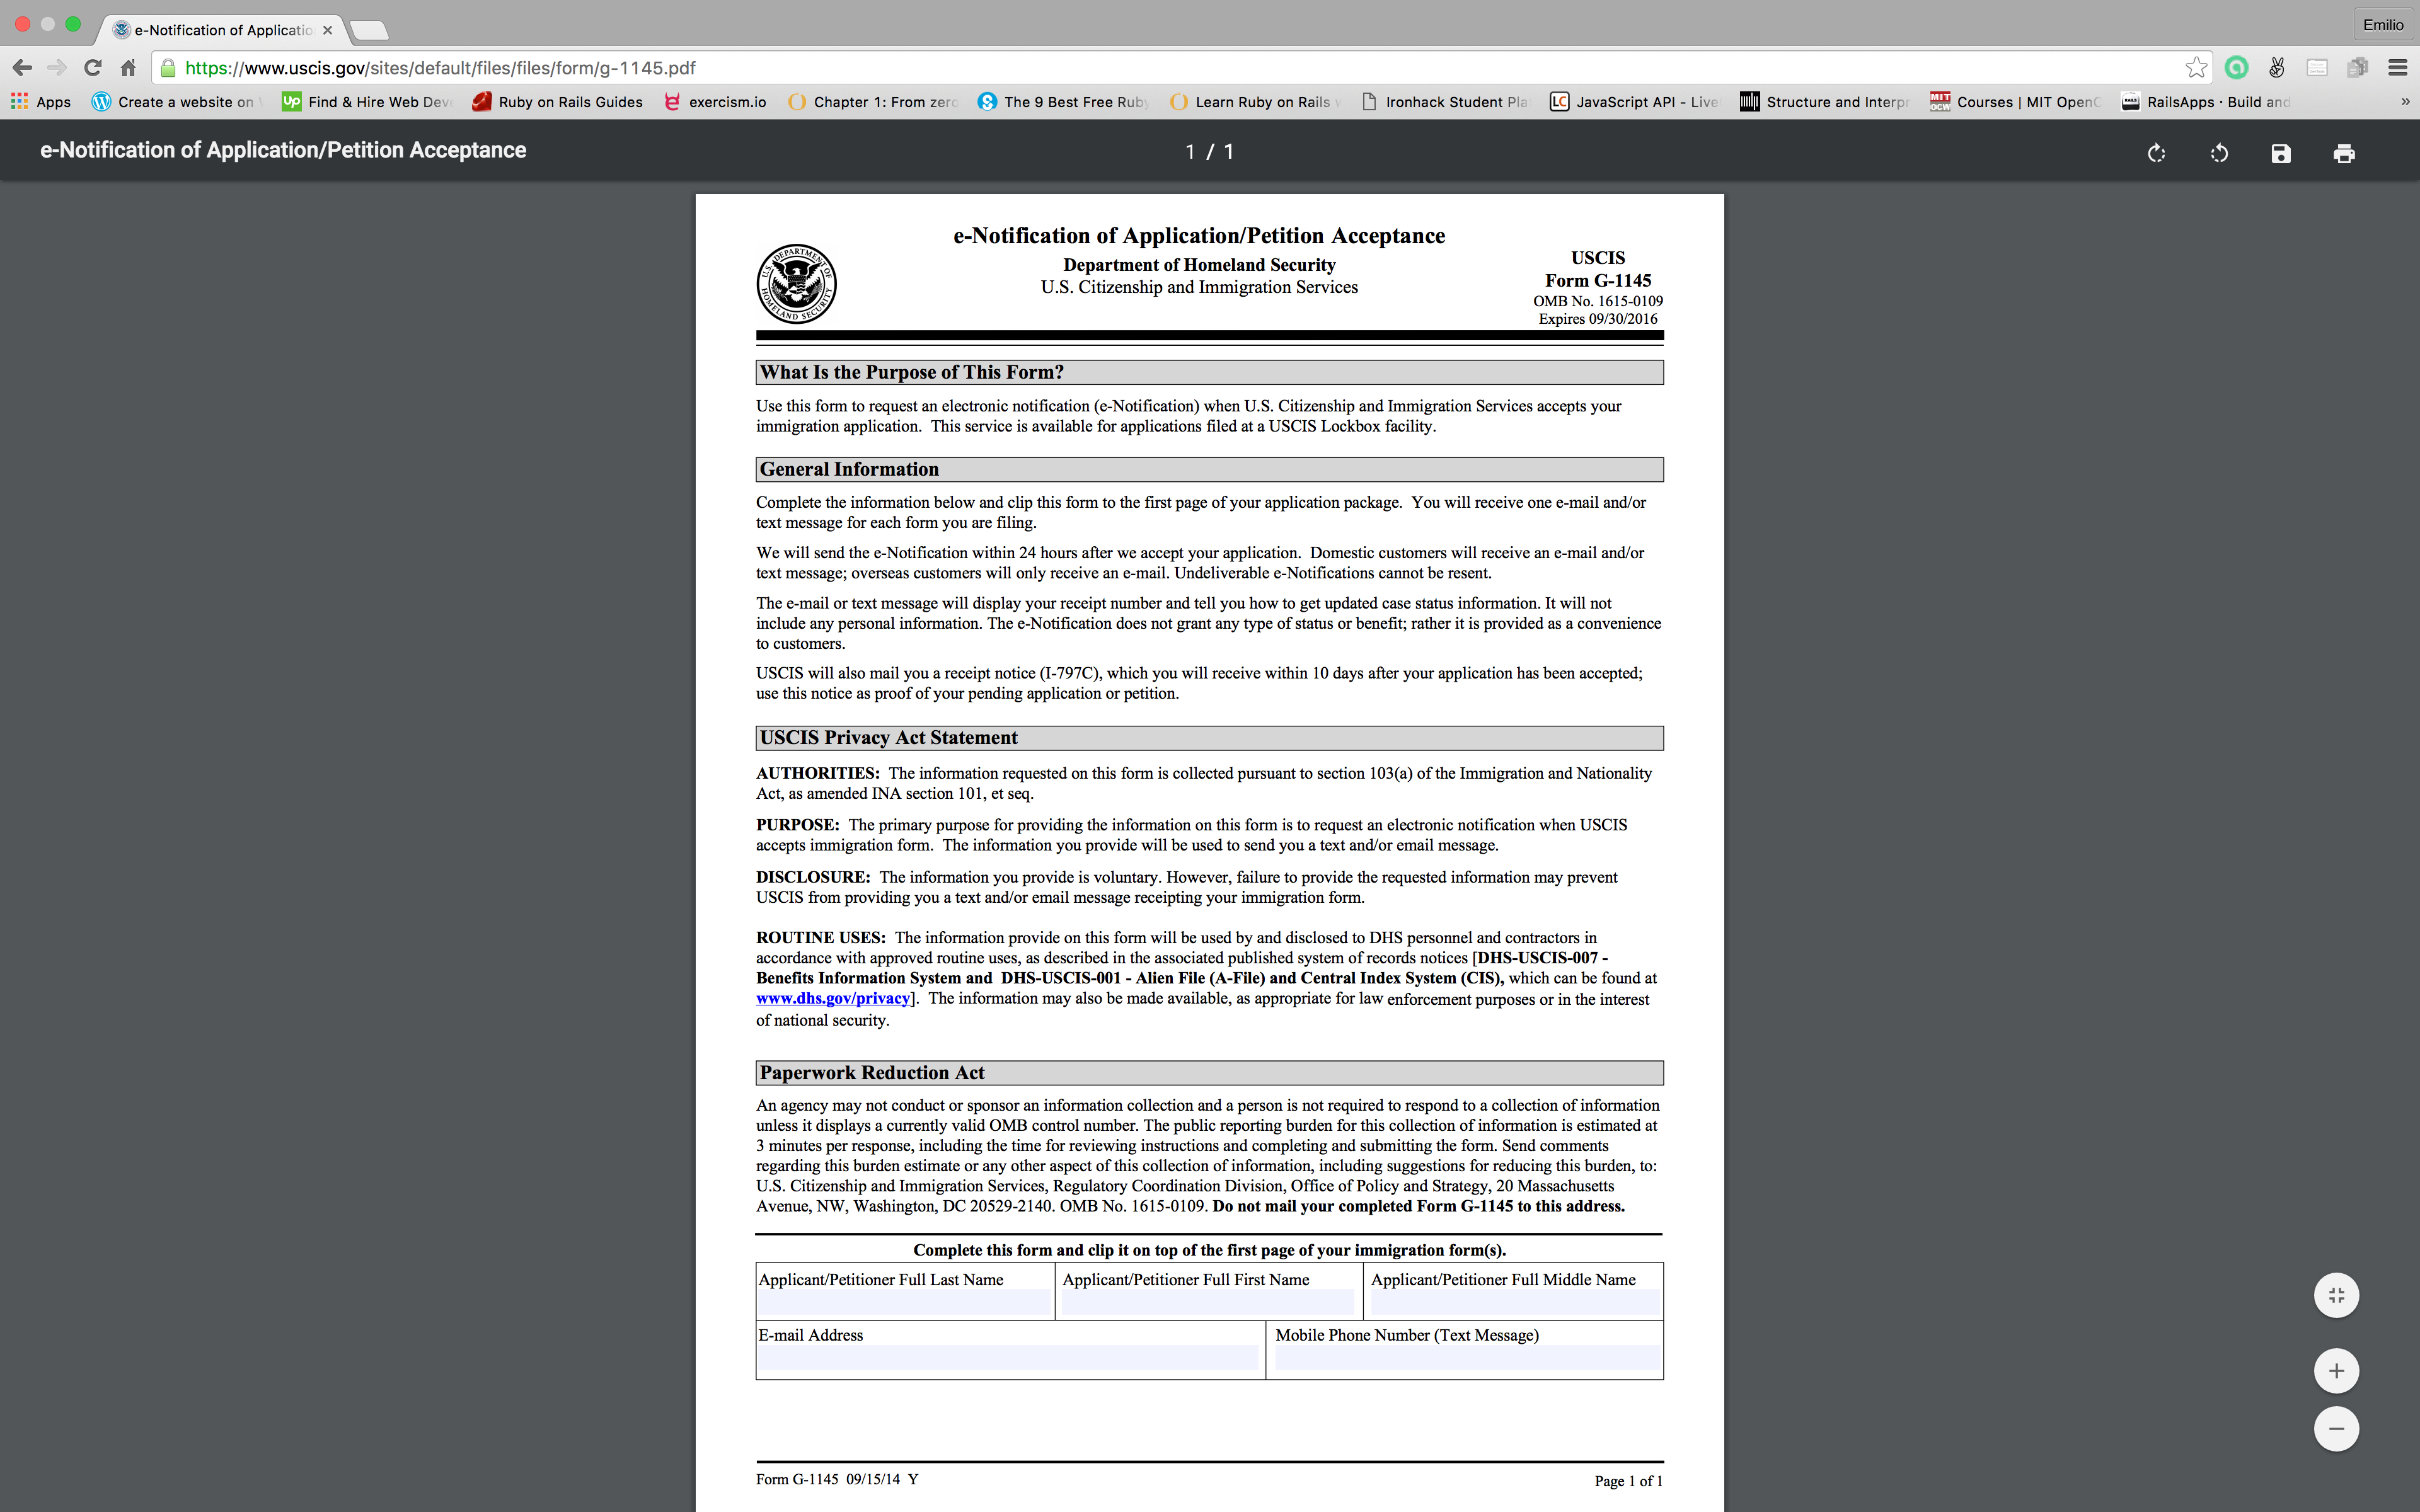 e-Notification of Applicatio
Emilio
https://www.uscis.gov/sites/default/files/files/form/g-1145.pdf
Apps Create a website on Find & Hire Web Dev Ruby on Rails Guides exercism.io Chapter 1: From zero The 9 Best Free Rub Learn Ruby on Rails Ironhack Student Pla JavaScript API - Live Structure and Interpr Courses | MIT OpenC RailsApps · Build and »
e-Notification of Application/Petition Acceptance 1 / 1
e-Notification of Application/Petition Acceptance
Department of Homeland Security
U.S. Citizenship and Immigration Services
U.S. DEPARTMENT OF HOMELAND SECURITY
USCIS
Form G-1145
OMB No. 1615-0109
Expires 09/30/2016
What Is the Purpose of This Form?
Use this form to request an electronic notification (e-Notification) when U.S. Citizenship and Immigration Services accepts your
immigration application. This service is available for applications filed at a USCIS Lockbox facility.
General Information
Complete the information below and clip this form to the first page of your application package. You will receive one e-mail and/or
text message for each form you are filing.
We will send the e-Notification within 24 hours after we accept your application. Domestic customers will receive an e-mail and/or
text message; overseas customers will only receive an e-mail. Undeliverable e-Notifications cannot be resent.
The e-mail or text message will display your receipt number and tell you how to get updated case status information. It will not
include any personal information. The e-Notification does not grant any type of status or benefit; rather it is provided as a convenience
to customers.
USCIS will also mail you a receipt notice (I-797C), which you will receive within 10 days after your application has been accepted;
use this notice as proof of your pending application or petition.
USCIS Privacy Act Statement
AUTHORITIES: The information requested on this form is collected pursuant to section 103(a) of the Immigration and Nationality
Act, as amended INA section 101, et seq.
PURPOSE: The primary purpose for providing the information on this form is to request an electronic notification when USCIS
accepts immigration form. The information you provide will be used to send you a text and/or email message.
DISCLOSURE: The information you provide is voluntary. However, failure to provide the requested information may prevent
USCIS from providing you a text and/or email message receipting your immigration form.
ROUTINE USES: The information provide on this form will be used by and disclosed to DHS personnel and contractors in
accordance with approved routine uses, as described in the associated published system of records notices [DHS-USCIS-007 -
Benefits Information System and DHS-USCIS-001 - Alien File (A-File) and Central Index System (CIS), which can be found at
www.dhs.gov/privacy]. The information may also be made available, as appropriate for law enforcement purposes or in the interest
of national security.
Paperwork Reduction Act
An agency may not conduct or sponsor an information collection and a person is not required to respond to a collection of information
unless it displays a currently valid OMB control number. The public reporting burden for this collection of information is estimated at
3 minutes per response, including the time for reviewing instructions and completing and submitting the form. Send comments
regarding this burden estimate or any other aspect of this collection of information, including suggestions for reducing this burden, to:
U.S. Citizenship and Immigration Services, Regulatory Coordination Division, Office of Policy and Strategy, 20 Massachusetts
Avenue, NW, Washington, DC 20529-2140. OMB No. 1615-0109. Do not mail your completed Form G-1145 to this address.
Complete this form and clip it on top of the first page of your immigration form(s).
Applicant/Petitioner Full Last Name Applicant/Petitioner Full First Name Applicant/Petitioner Full Middle Name
E-mail Address Mobile Phone Number (Text Message)
Form G-1145 09/15/14 Y Page 1 of 1